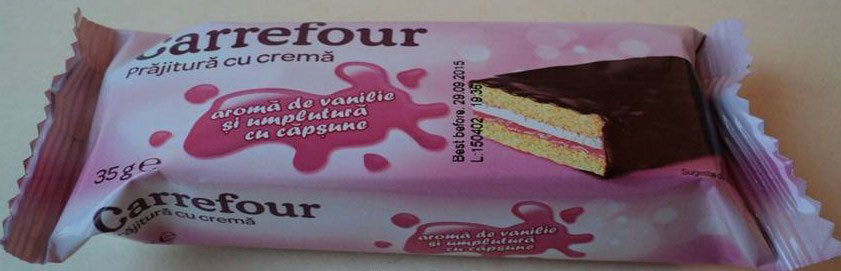 Carrefour
Prăjitură cu cremă
aromă de vanilie
și umplutură
cu căpșune
35 g e
Best before: 29.09.2015
L:150402 19:36
Carrefour
Prăjitură cu cremă
aromă de vanilie
și umplutură
cu căpșune